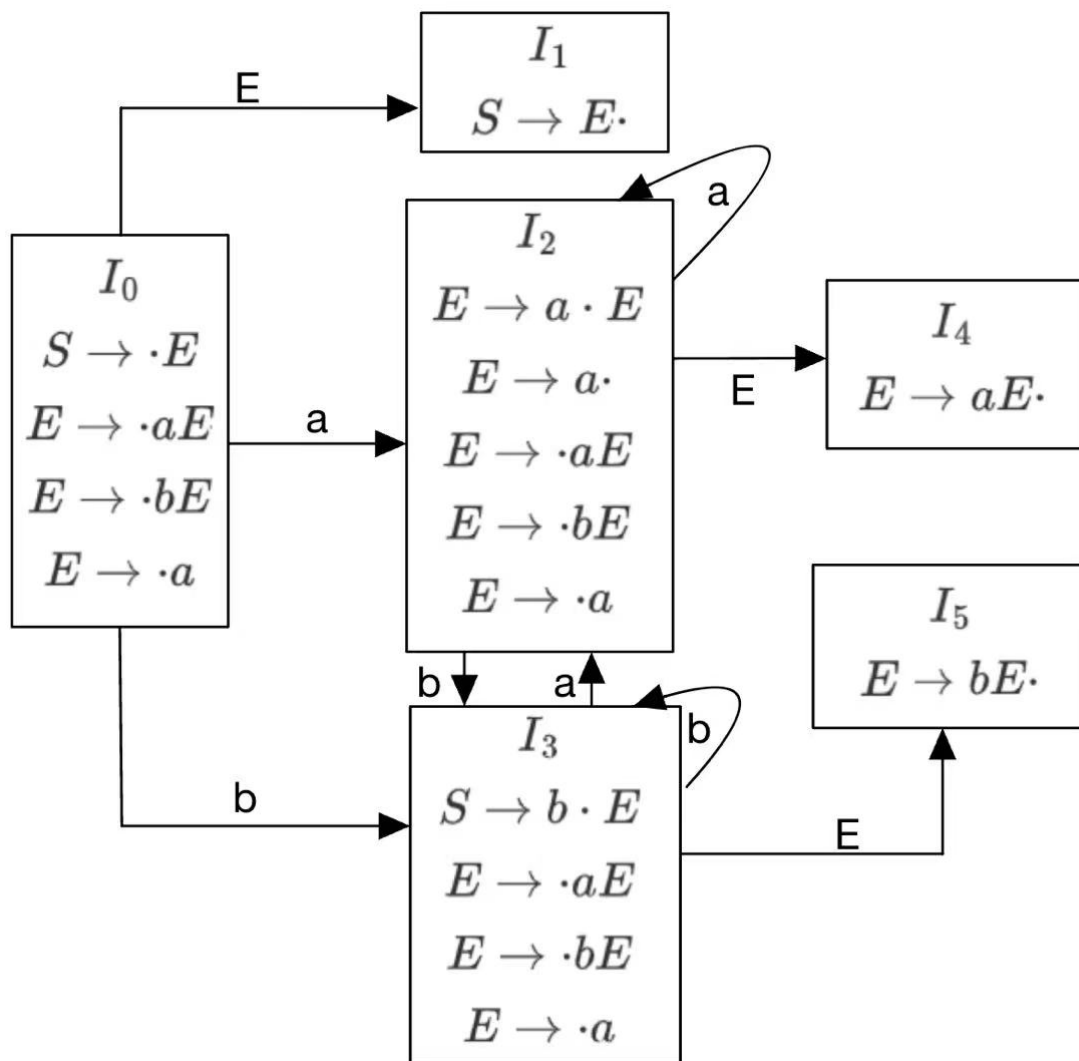 I₁
S → E·
E
I₀
S → ·E
E → ·aE
E → ·bE
E → ·a
a
I₂
E → a · E
E → a·
E → ·aE
E → ·bE
E → ·a
a
E
I₄
E → aE·
b
a
b
I₃
S → b · E
E → ·aE
E → ·bE
E → ·a
b
E
I₅
E → bE·